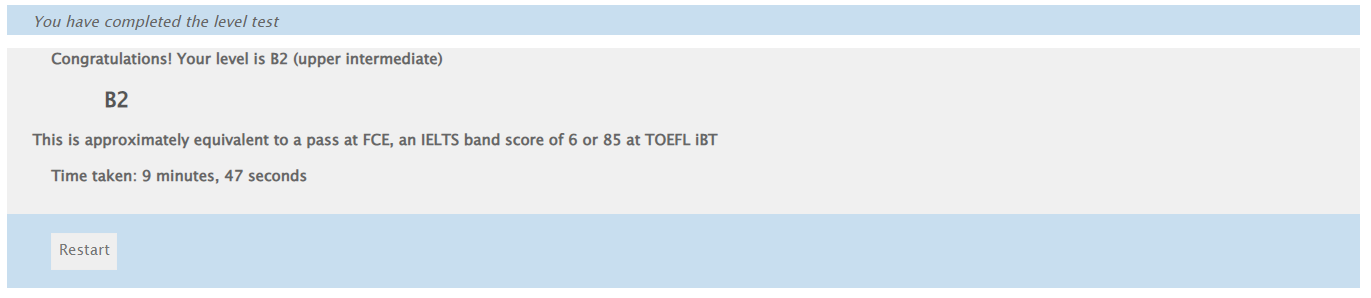 You have completed the level test
Congratulations! Your level is B2 (upper intermediate)
B2
This is approximately equivalent to a pass at FCE, an IELTS band score of 6 or 85 at TOEFL iBT
Time taken: 9 minutes, 47 seconds
Restart